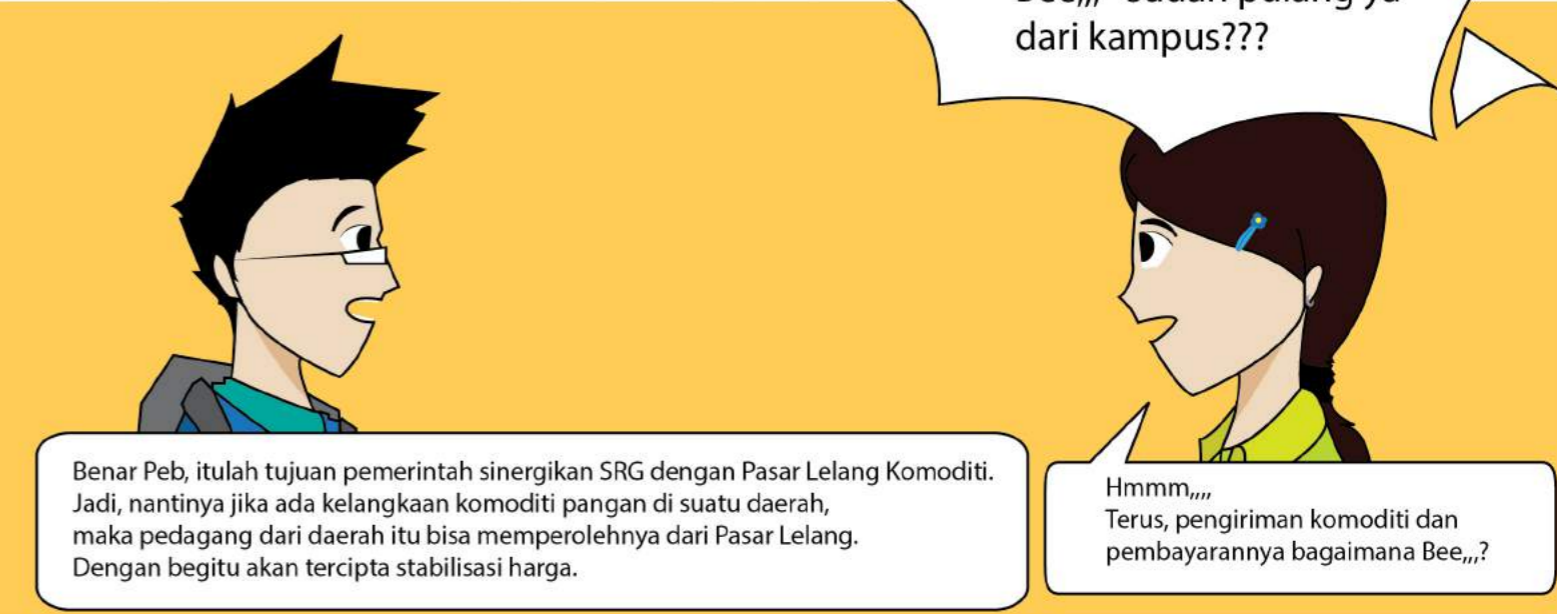 dari kampus???
Benar Peb, itulah tujuan pemerintah sinergikan SRG dengan Pasar Lelang Komoditi.
Jadi, nantinya jika ada kelangkaan komoditi pangan di suatu daerah,
maka pedagang dari daerah itu bisa memperolehnya dari Pasar Lelang.
Dengan begitu akan tercipta stabilisasi harga.
Hmmm,,,,
Terus, pengiriman komoditi dan
pembayarannya bagaimana Bee,,,?